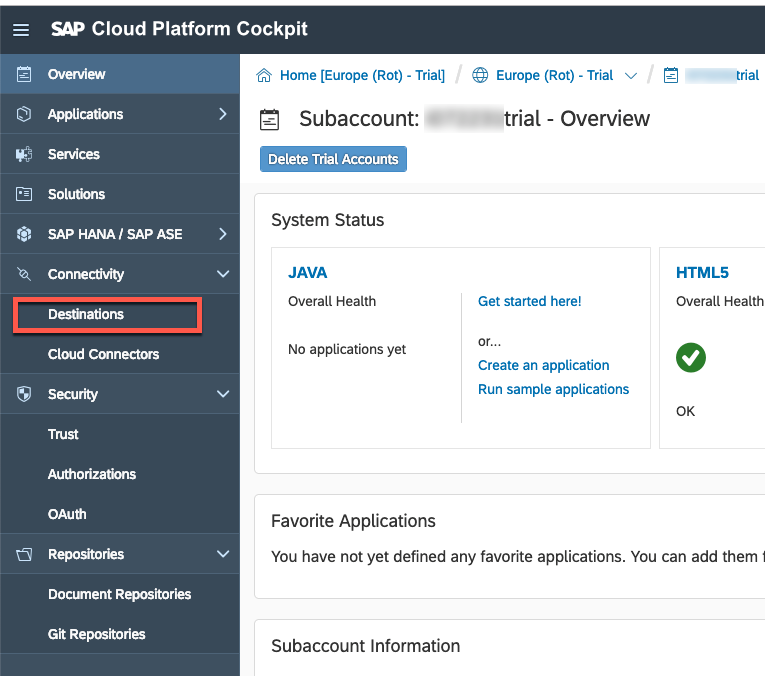 SAP Cloud Platform Cockpit
Overview
Applications
Services
Solutions
SAP HANA / SAP ASE
Connectivity
Destinations
Cloud Connectors
Security
Trust
Authorizations
OAuth
Repositories
Document Repositories
Git Repositories
Home [Europe (Rot) - Trial] / Europe (Rot) - Trial / trial
Subaccount: trial - Overview
Delete Trial Accounts
System Status
JAVA
Overall Health
No applications yet
Get started here!
or...
Create an application
Run sample applications
HTML5
Overall Health
OK
Favorite Applications
You have not yet defined any favorite applications. You can add them f
Subaccount Information